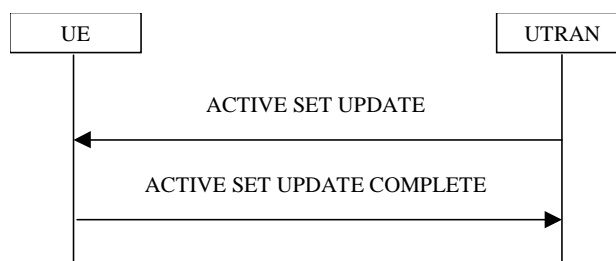 UE
UTRAN
ACTIVE SET UPDATE
ACTIVE SET UPDATE COMPLETE